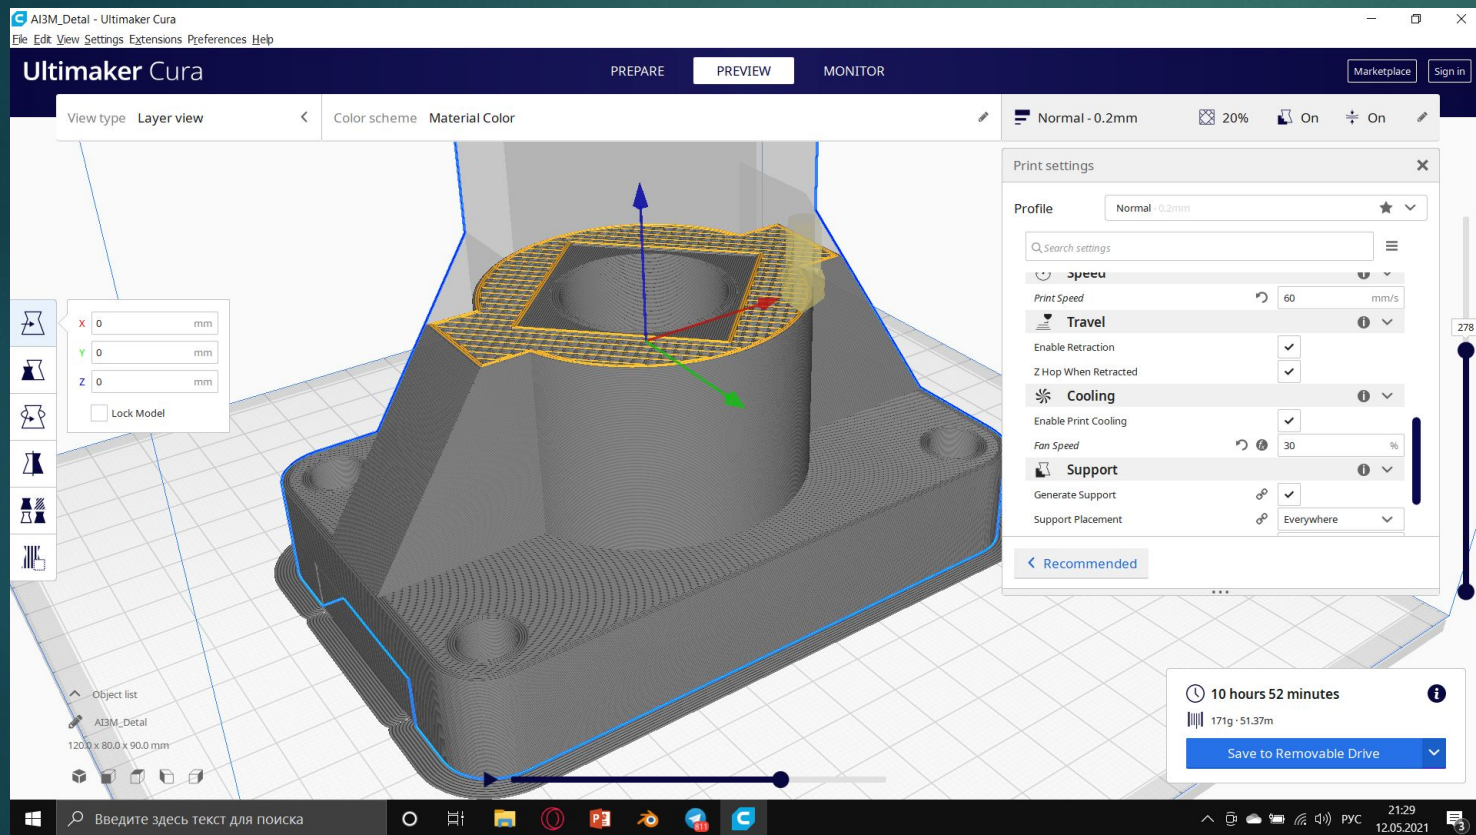 AI3M_Detal - Ultimaker Cura
File Edit View Settings Extensions Preferences Help
Ultimaker Cura
PREPARE
PREVIEW
MONITOR
Marketplace
Sign in
View type Layer view
Color scheme Material Color
Normal - 0.2mm
20%
On
On
Print settings
Profile
Normal - 0.2mm
Search settings
Speed
Print Speed 60 mm/s
Travel
Enable Retraction
Z Hop When Retracted
Cooling
Enable Print Cooling
Fan Speed 30 %
Support
Generate Support
Support Placement Everywhere
Recommended
278
X 0 mm
Y 0 mm
Z 0 mm
Lock Model
Object list
AI3M_Detal
120.0 x 80.0 x 90.0 mm
10 hours 52 minutes
171g · 51.37m
Save to Removable Drive
Введите здесь текст для поиска
811
РУС
21:29
12.05.2021
3